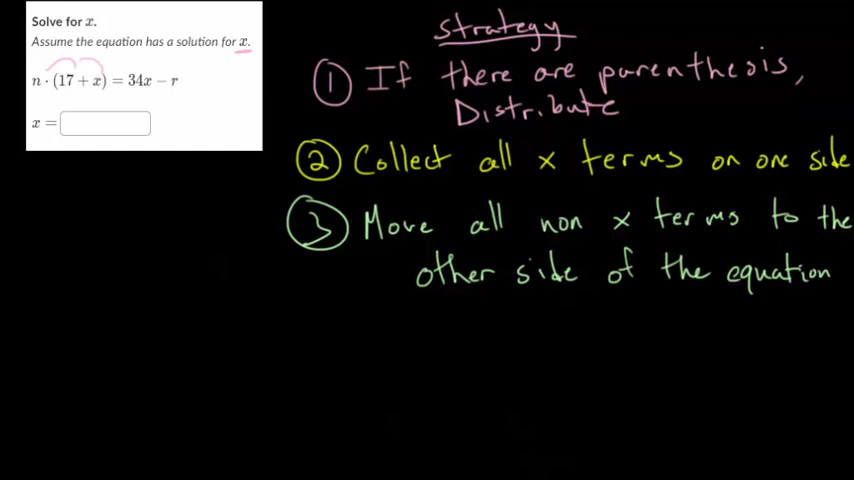 Solve for x.
Assume the equation has a solution for x.
n · (17 + x) = 34x − r
x =
Strategy
① If there are parenthesis,
Distribute
② Collect all x terms on one side
③ Move all non x terms to the
other side of the equation